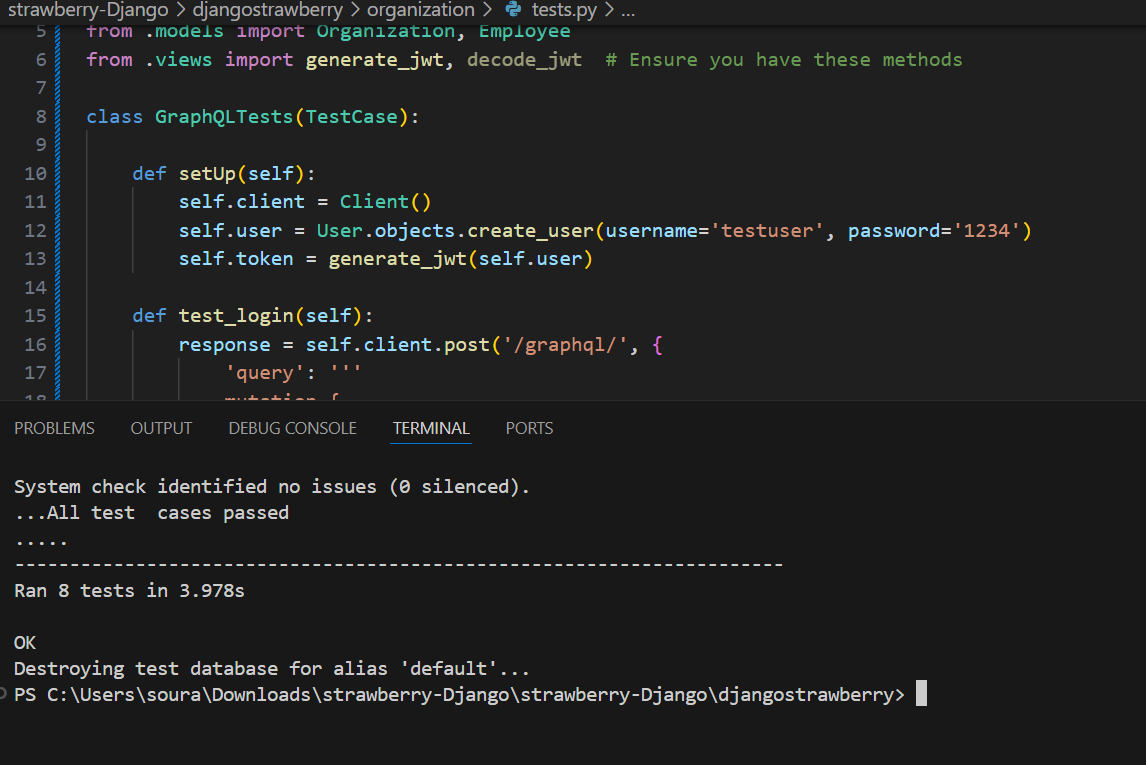 strawberry-Django > djangostrawberry > organization > tests.py > ...
5 from .models import Organization, Employee
6 from .views import generate_jwt, decode_jwt # Ensure you have these methods
7
8 class GraphQLTests(TestCase):
9
10 def setUp(self):
11 self.client = Client()
12 self.user = User.objects.create_user(username='testuser', password='1234')
13 self.token = generate_jwt(self.user)
14
15 def test_login(self):
16 response = self.client.post('/graphql/', {
17 'query': '''
18 mutation {
PROBLEMS OUTPUT DEBUG CONSOLE TERMINAL PORTS
System check identified no issues (0 silenced).
...All test  cases passed
.....
----------------------------------------------------------------------
Ran 8 tests in 3.978s
OK
Destroying test database for alias 'default'...
PS C:\Users\soura\Downloads\strawberry-Django\strawberry-Django\djangostrawberry>